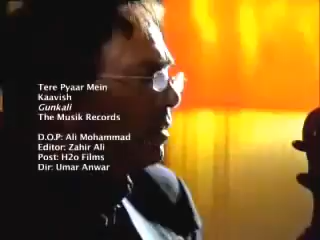 Tere Pyaar Mein
Kaavish
Gunkali
The Musik Records
D.O.P: Ali Mohammad
Editor: Zahir Ali
Post: H2o Films
Dir: Umar Anwar